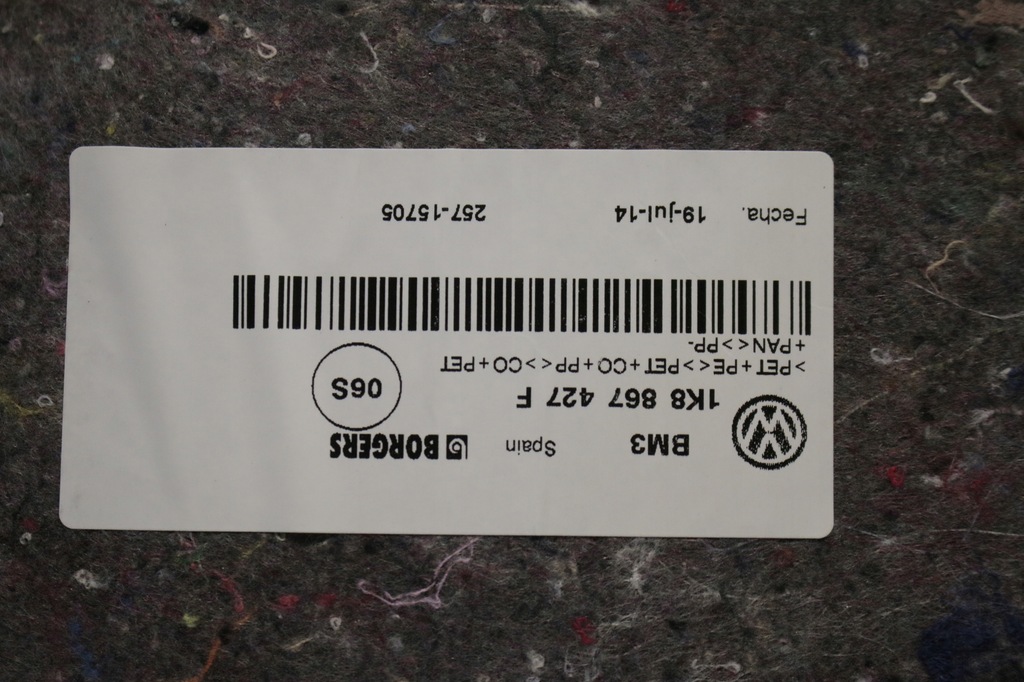 BM3 Spain BORGERS
1K8 867 427 F 06S
>PET+PE<>PET+CO+PP<>CO+PET
+PAN<>PP-
Fecha. 19-jul-14 257-15705